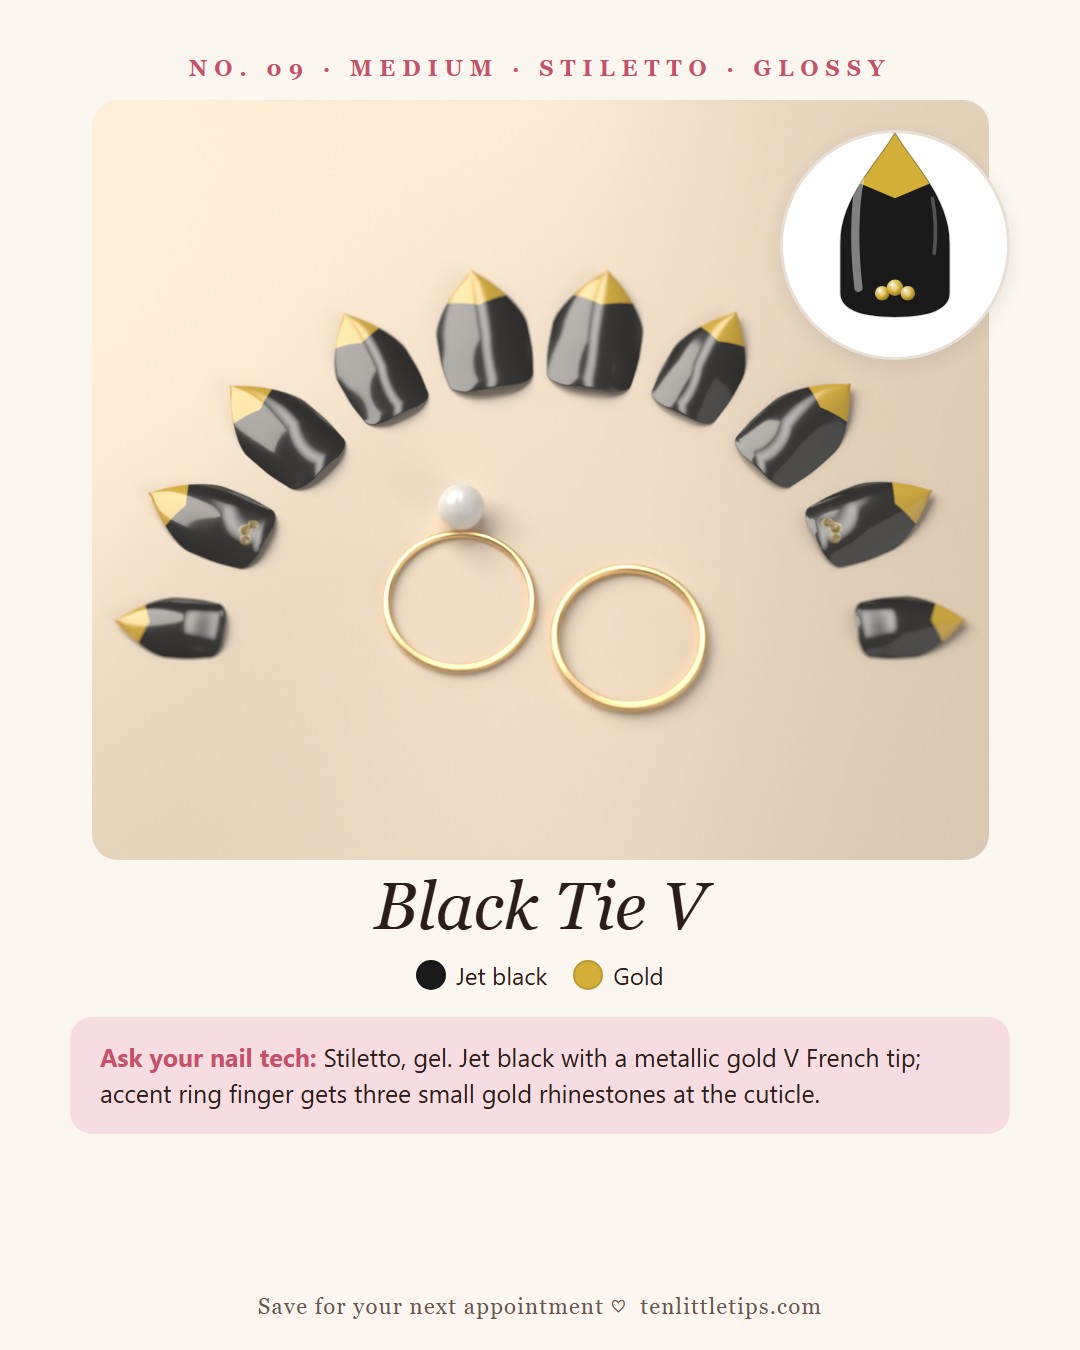 NO. 09 · MEDIUM · STILETTO · GLOSSY
Black Tie V
Jet black Gold
Ask your nail tech: Stiletto, gel. Jet black with a metallic gold V French tip;
accent ring finger gets three small gold rhinestones at the cuticle.
Save for your next appointment ♡ tenlittletips.com